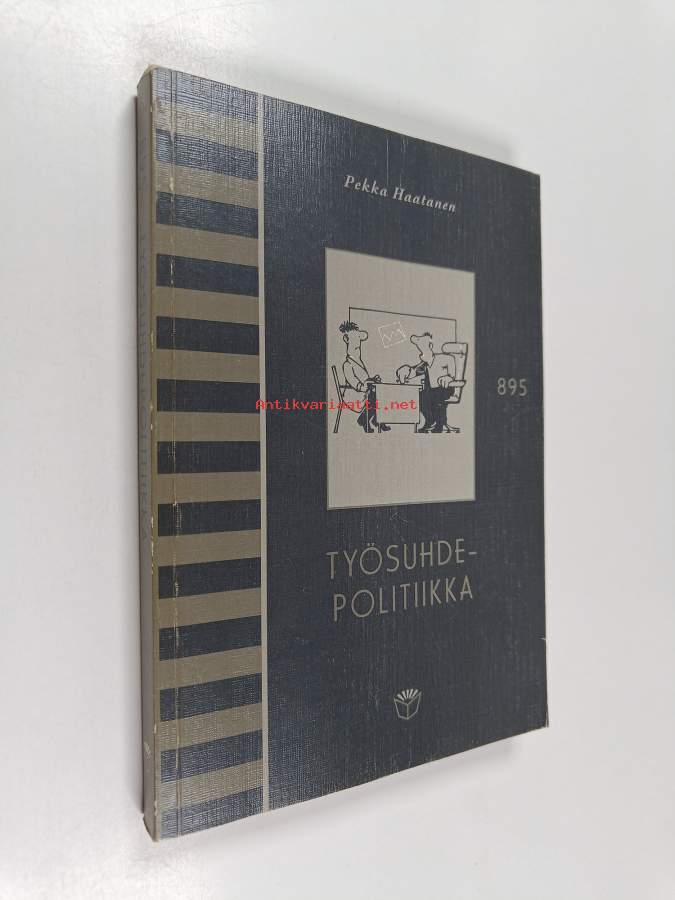 Pekka Haatanen
Antikvariaatti.net
895
TYÖSUHDE-
POLITIIKKA